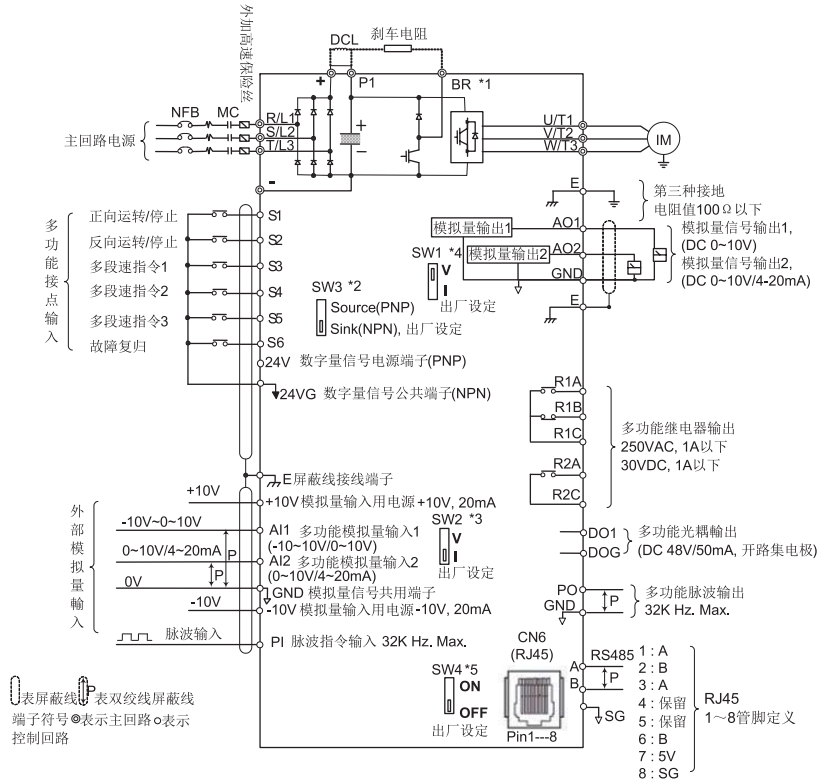 外加高速保险丝
DCL
刹车电阻
+
P1
BR *1
NFB
MC
主回路电源
R/L1
S/L2
T/L3
+
−
-
U/T1
V/T2
W/T3
IM
E
第三种接地
电阻值100Ω以下
多功能接点输入
正向运转/停止
S1
反向运转/停止
S2
多段速指令1
S3
多段速指令2
S4
多段速指令3
S5
故障复归
S6
24V 数字量信号电源端子(PNP)
24VG 数字量信号公共端子(NPN)
SW3 *2
Source(PNP)
Sink(NPN), 出厂设定
模拟量输出1
AO1
SW1 *4
V
I
出厂设定
模拟量输出2
AO2
GND
E
模拟量信号输出1,
(DC 0~10V)
模拟量信号输出2,
(DC 0~10V/4-20mA)
R1A
R1B
R1C
R2A
R2C
多功能继电器输出
250VAC, 1A以下
30VDC, 1A以下
E屏蔽线接线端子
外部模拟量輸入
+10V
+10V模拟量输入用电源+10V, 20mA
-10V~0~10V
AI1 多功能模拟量输入1
(-10~10V/0~10V)
0~10V/4~20mA
P
AI2 多功能模拟量输入2
(0~10V/4~20mA)
P
0V
GND 模拟量信号共用端子
-10V
-10V 模拟量输入用电源-10V, 20mA
脉波输入
PI 脉波指令输入 32K Hz. Max.
SW2 *3
V
I
出厂设定
DO1
DOG
多功能光耦輸出
(DC 48V/50mA, 开路集电极)
PO
GND
P
多功能脉波输出
32K Hz. Max.
CN6
(RJ45)
Pin1---8
SW4 *5
ON
OFF
出厂设定
A
B
RS485
P
SG
1 : A
2 : B
3 : A
4 : 保留
5 : 保留
6 : B
7 : 5V
8 : SG
RJ45
1～8管脚定义
表屏蔽线
P
表双绞线屏蔽线
端子符号◎表示主回路○表示
控制回路